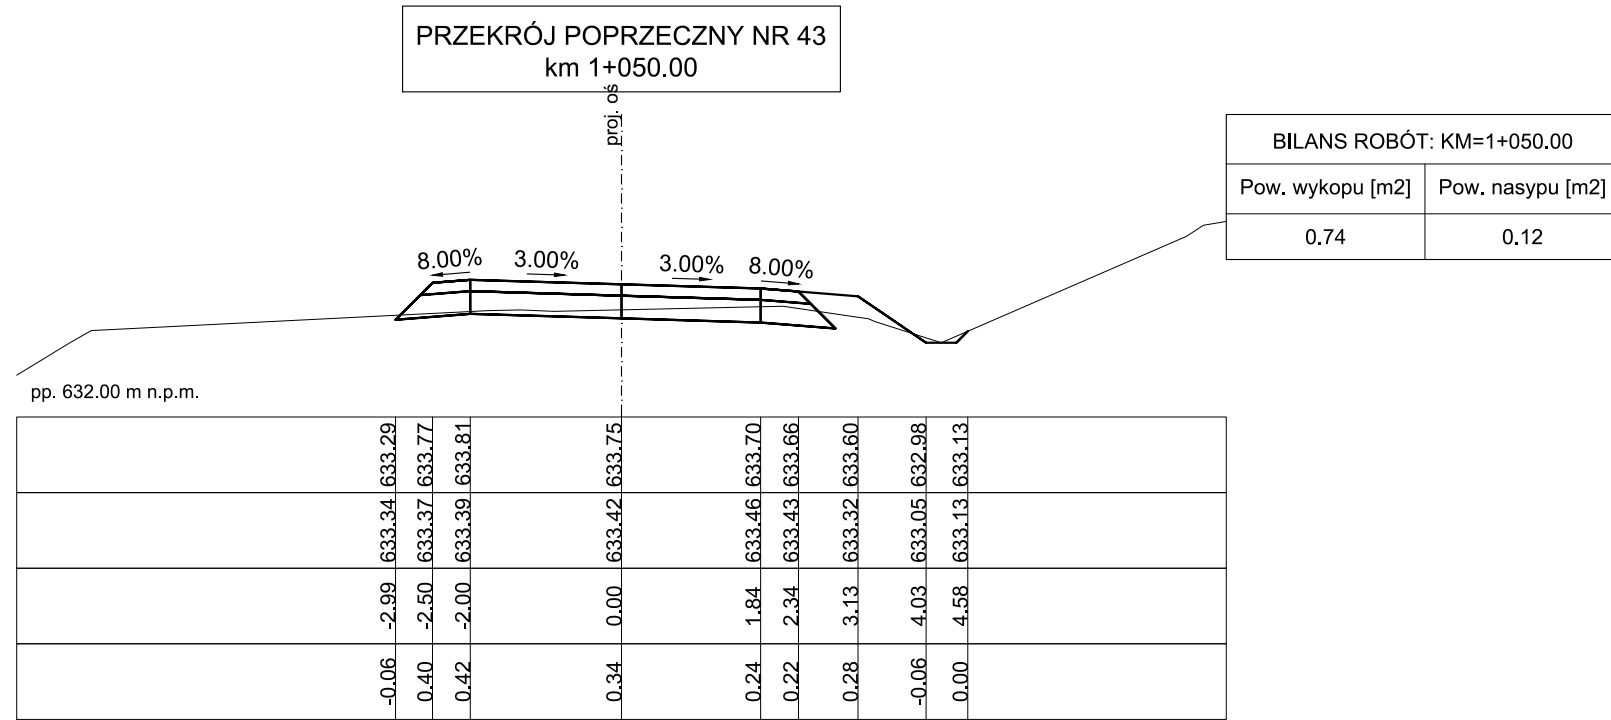 PRZEKRÓJ POPRZECZNY NR 43
km 1+050.00
proj. oś
BILANS ROBÓT: KM=1+050.00
Pow. wykopu [m2] Pow. nasypu [m2]
0.74 0.12
8.00% 3.00% 3.00% 8.00%
pp. 632.00 m n.p.m.
633.29 633.77 633.81 633.75 633.70 633.66 633.60 632.98 633.13
633.34 633.37 633.39 633.42 633.46 633.43 633.32 633.05 633.13
-2.99 -2.50 -2.00 0.00 1.84 2.34 3.13 4.03 4.58
-0.06 0.40 0.42 0.34 0.24 0.22 0.28 -0.06 0.00